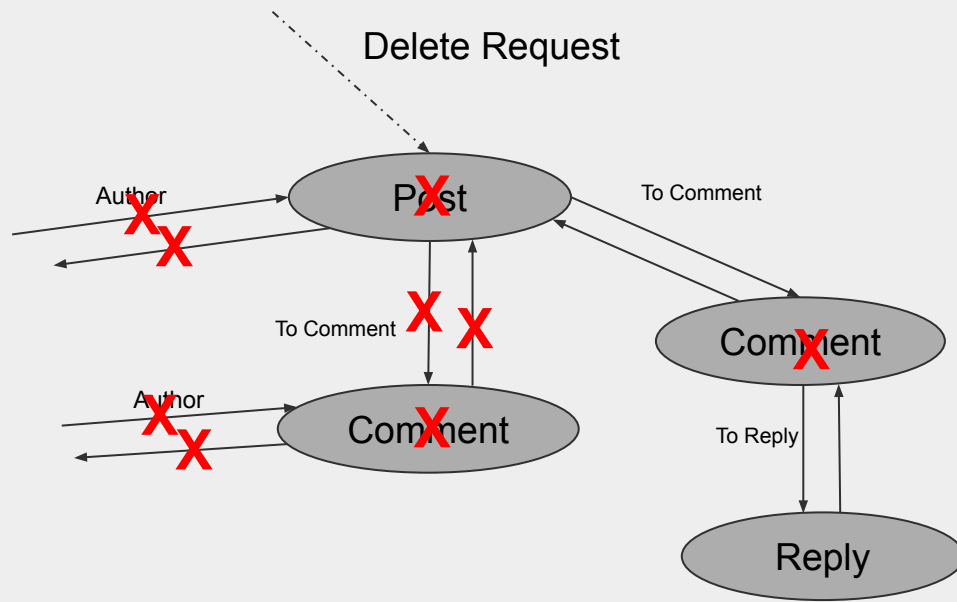 Delete Request
Author
Post
To Comment
To Comment
Comment
Author
Comment
To Reply
Reply